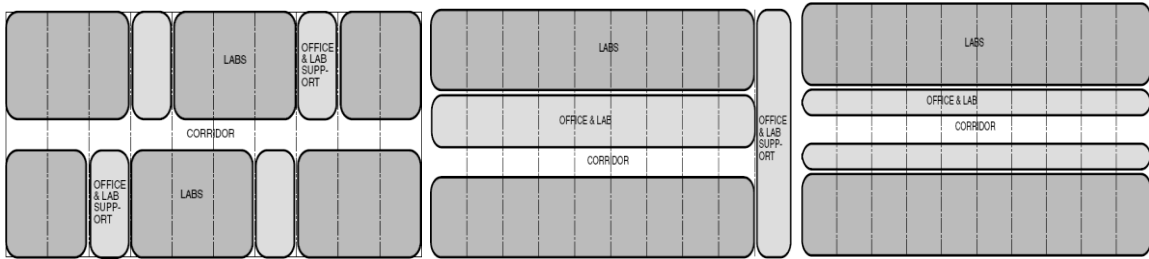 LABS
OFFICE
& LAB
SUPP-
ORT
CORRIDOR
OFFICE
& LAB
SUPP-
ORT
LABS
LABS
OFFICE & LAB
CORRIDOR
OFFICE
& LAB
SUPP-
ORT
LABS
OFFICE & LAB
CORRIDOR